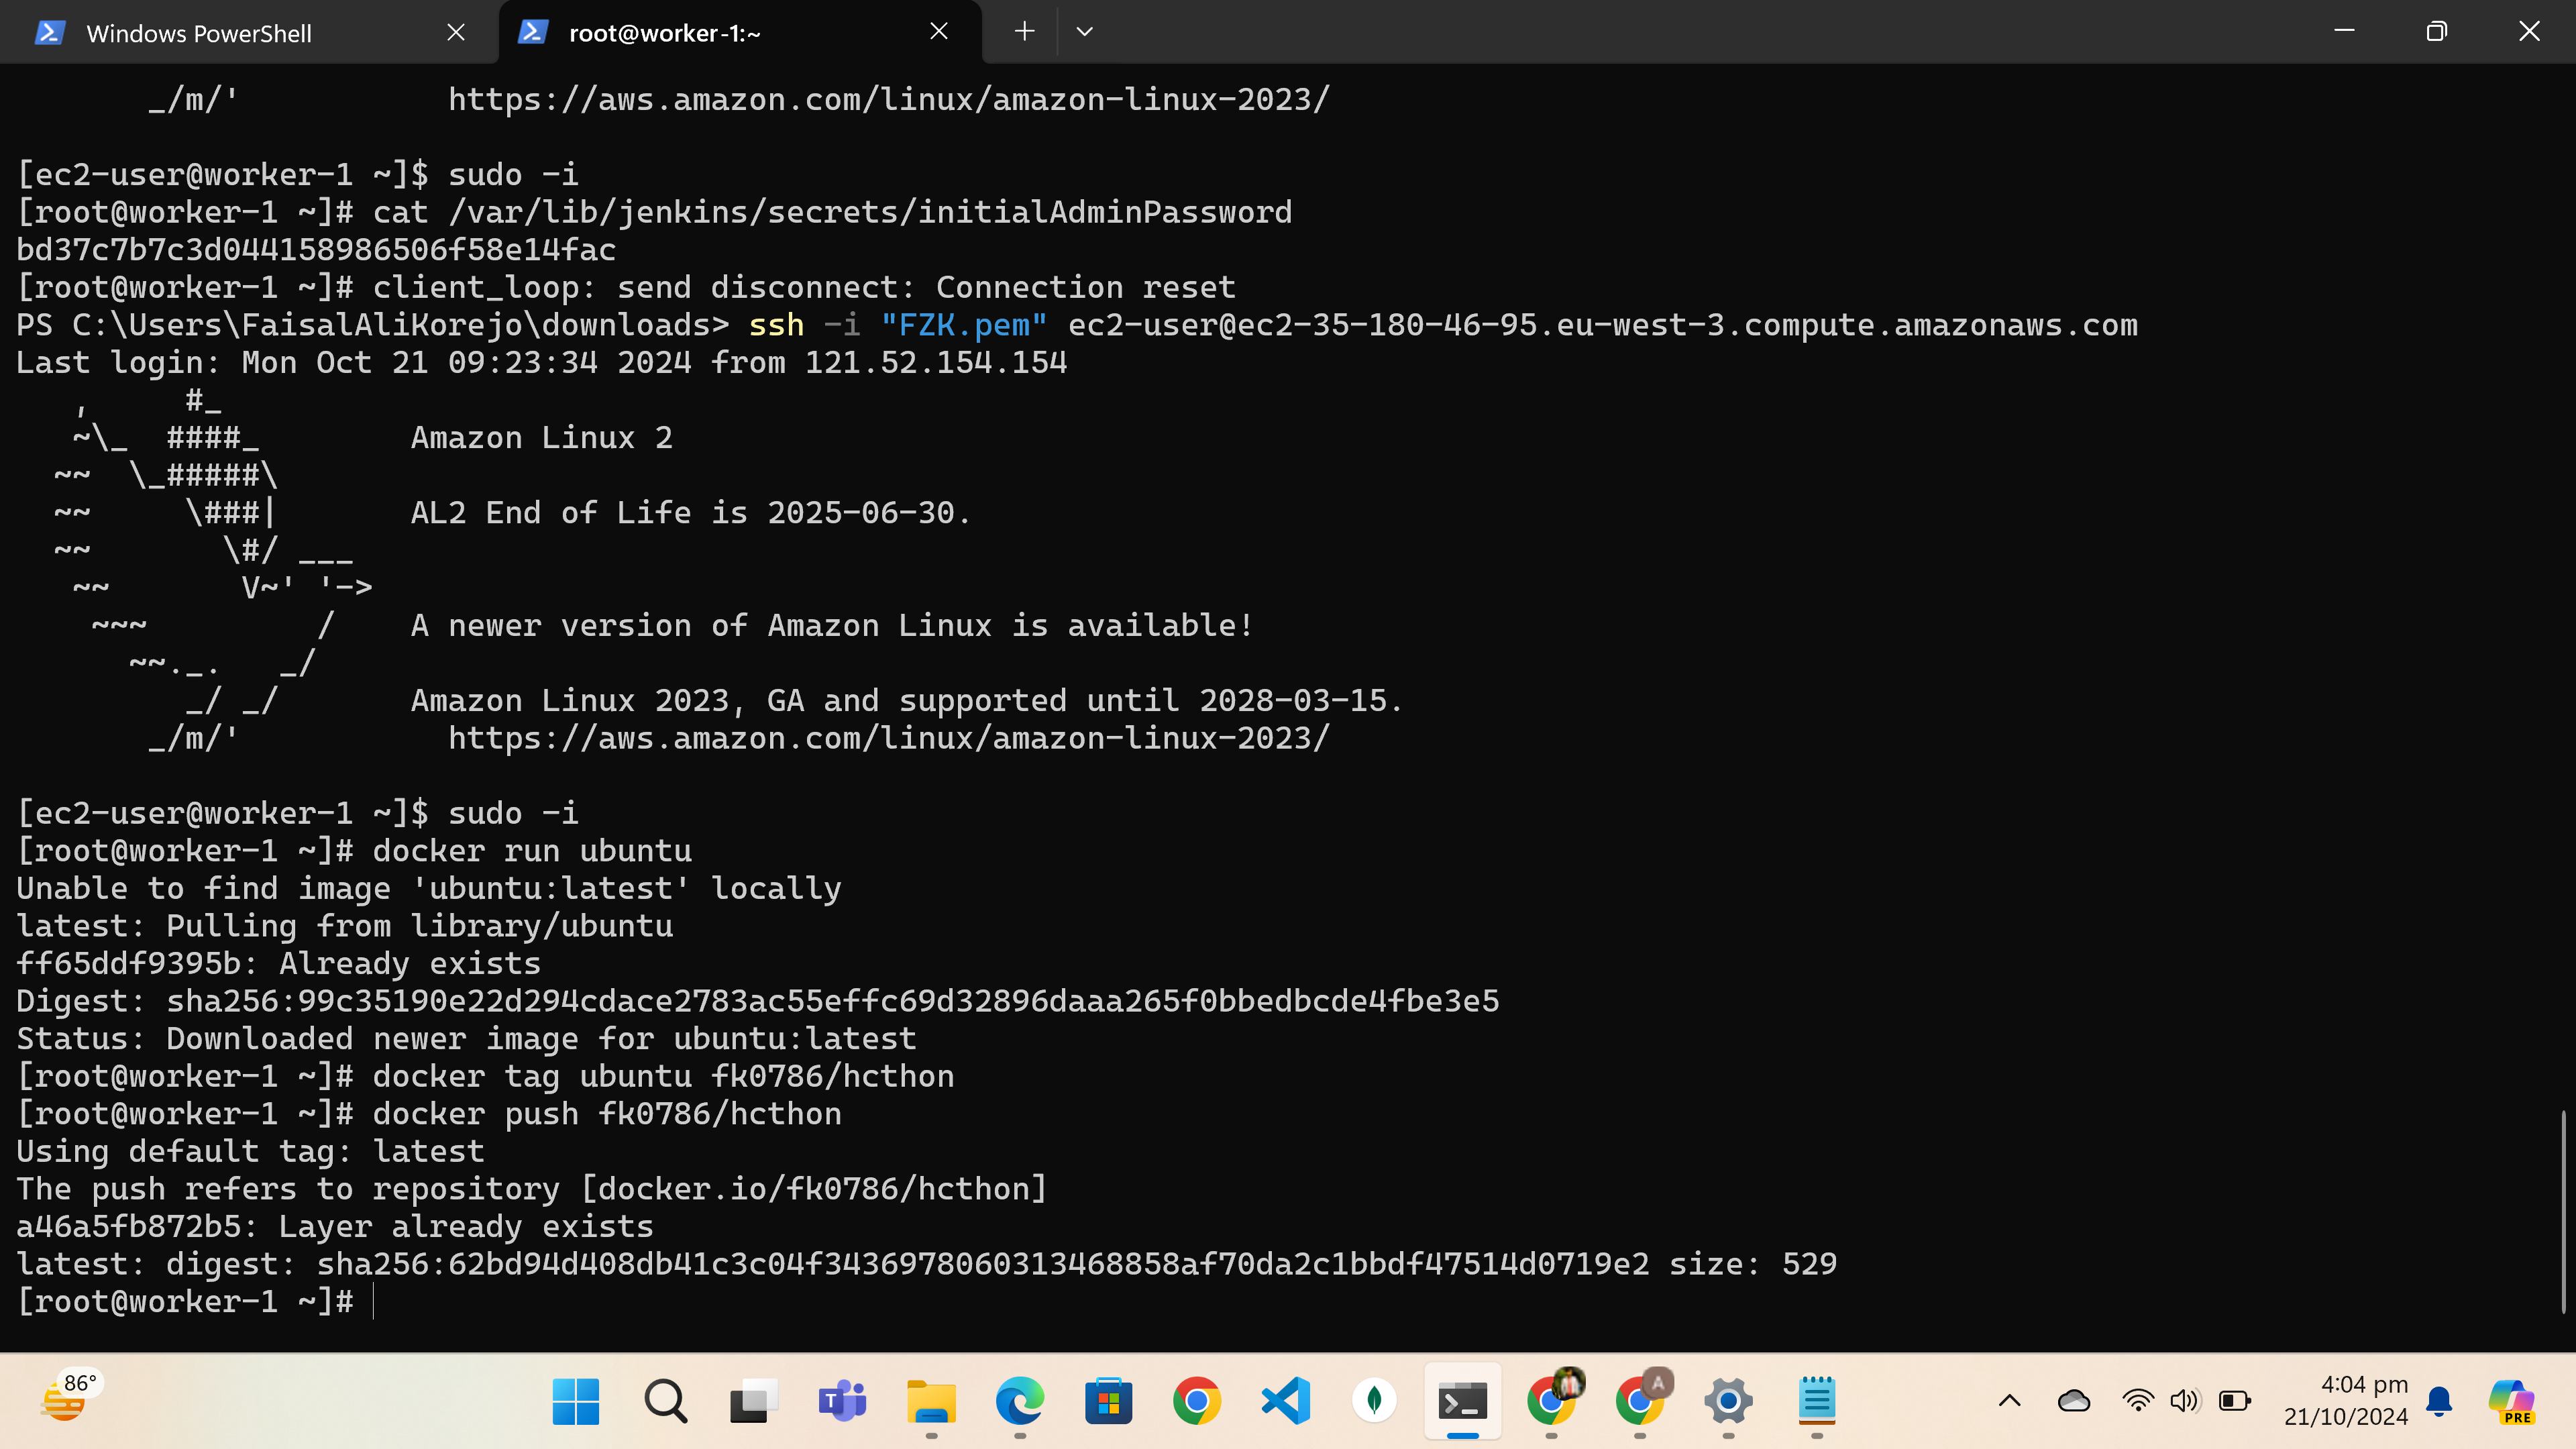 Windows PowerShell
root@worker-1:~
_/m/' https://aws.amazon.com/linux/amazon-linux-2023/
[ec2-user@worker-1 ~]$ sudo -i
[root@worker-1 ~]# cat /var/lib/jenkins/secrets/initialAdminPassword
bd37c7b7c3d044158986506f58e14fac
[root@worker-1 ~]# client_loop: send disconnect: Connection reset
PS C:\Users\FaisalAliKorejo\downloads> ssh -i "FZK.pem" ec2-user@ec2-35-180-46-95.eu-west-3.compute.amazonaws.com
Last login: Mon Oct 21 09:23:34 2024 from 121.52.154.154
   ,     #_
   ~\_  ####_        Amazon Linux 2
  ~~  \_#####\
  ~~     \###|       AL2 End of Life is 2025-06-30.
  ~~       \#/ ___
   ~~       V~' '->
    ~~~         /    A newer version of Amazon Linux is available!
      ~~._.   _/
         _/ _/       Amazon Linux 2023, GA and supported until 2028-03-15.
       _/m/'           https://aws.amazon.com/linux/amazon-linux-2023/
[ec2-user@worker-1 ~]$ sudo -i
[root@worker-1 ~]# docker run ubuntu
Unable to find image 'ubuntu:latest' locally
latest: Pulling from library/ubuntu
ff65ddf9395b: Already exists
Digest: sha256:99c35190e22d294cdace2783ac55effc69d32896daaa265f0bbedbcde4fbe3e5
Status: Downloaded newer image for ubuntu:latest
[root@worker-1 ~]# docker tag ubuntu fk0786/hcthon
[root@worker-1 ~]# docker push fk0786/hcthon
Using default tag: latest
The push refers to repository [docker.io/fk0786/hcthon]
a46a5fb872b5: Layer already exists
latest: digest: sha256:62bd94d408db41c3c04f3436978060313468858af70da2c1bbdf47514d0719e2 size: 529
[root@worker-1 ~]#
86°
T
A
4:04 pm
21/10/2024
PRE